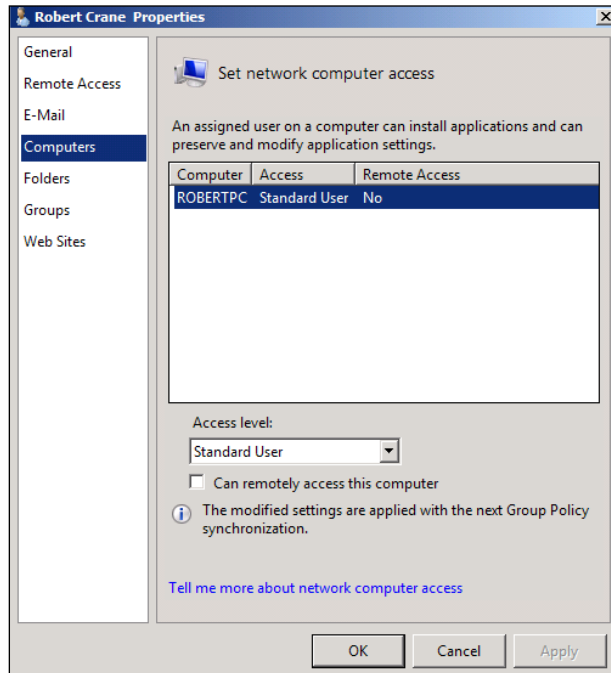 Robert Crane Properties
General
Remote Access
E-Mail
Computers
Folders
Groups
Web Sites
Set network computer access
An assigned user on a computer can install applications and can
preserve and modify application settings.
Computer Access Remote Access
ROBERTPC Standard User No
Access level:
Standard User
Can remotely access this computer
The modified settings are applied with the next Group Policy
synchronization.
Tell me more about network computer access
OK Cancel Apply